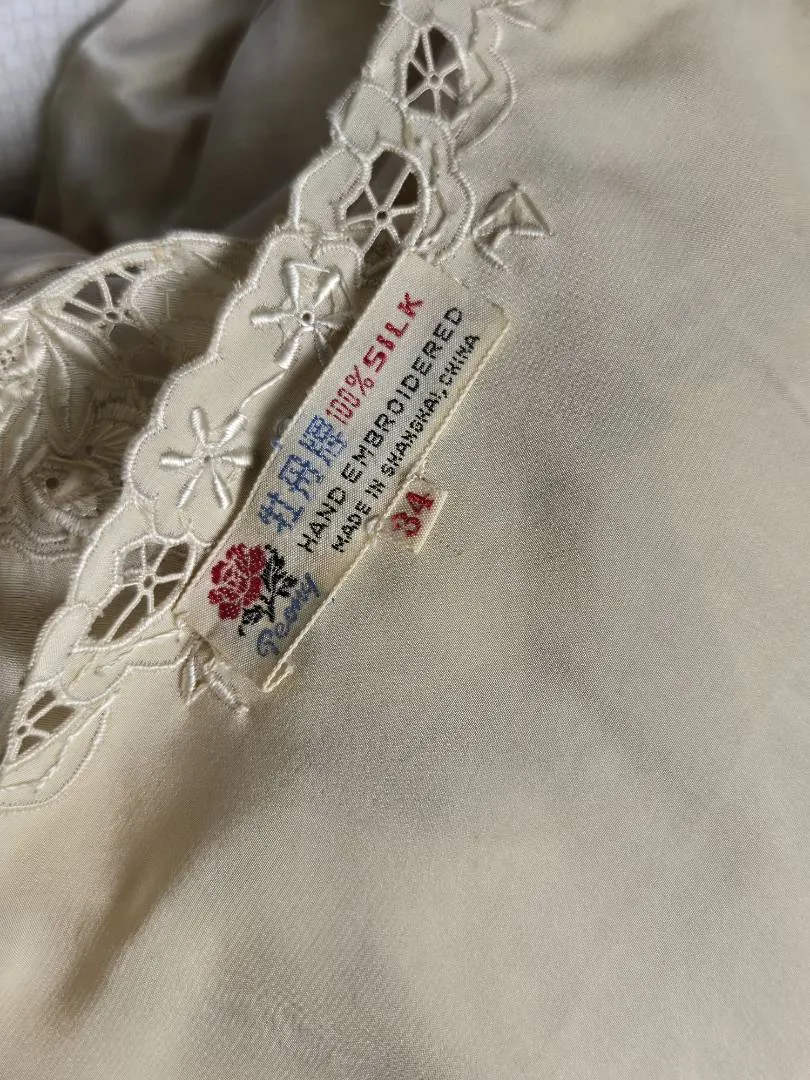 牡丹牌 100% SILK
HAND EMBROIDERED
MADE IN SHANGHAI, CHINA
Peony
34